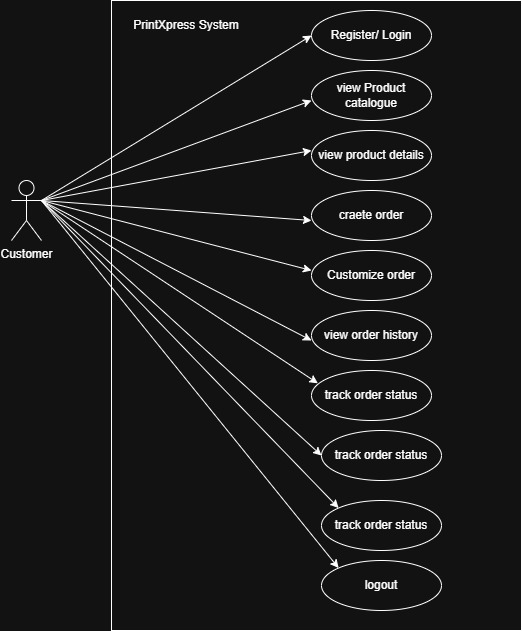 PrintXpress System
Register/ Login
view Product
catalogue
view product details
craete order
Customer
Customize order
view order history
track order status
track order status
track order status
logout